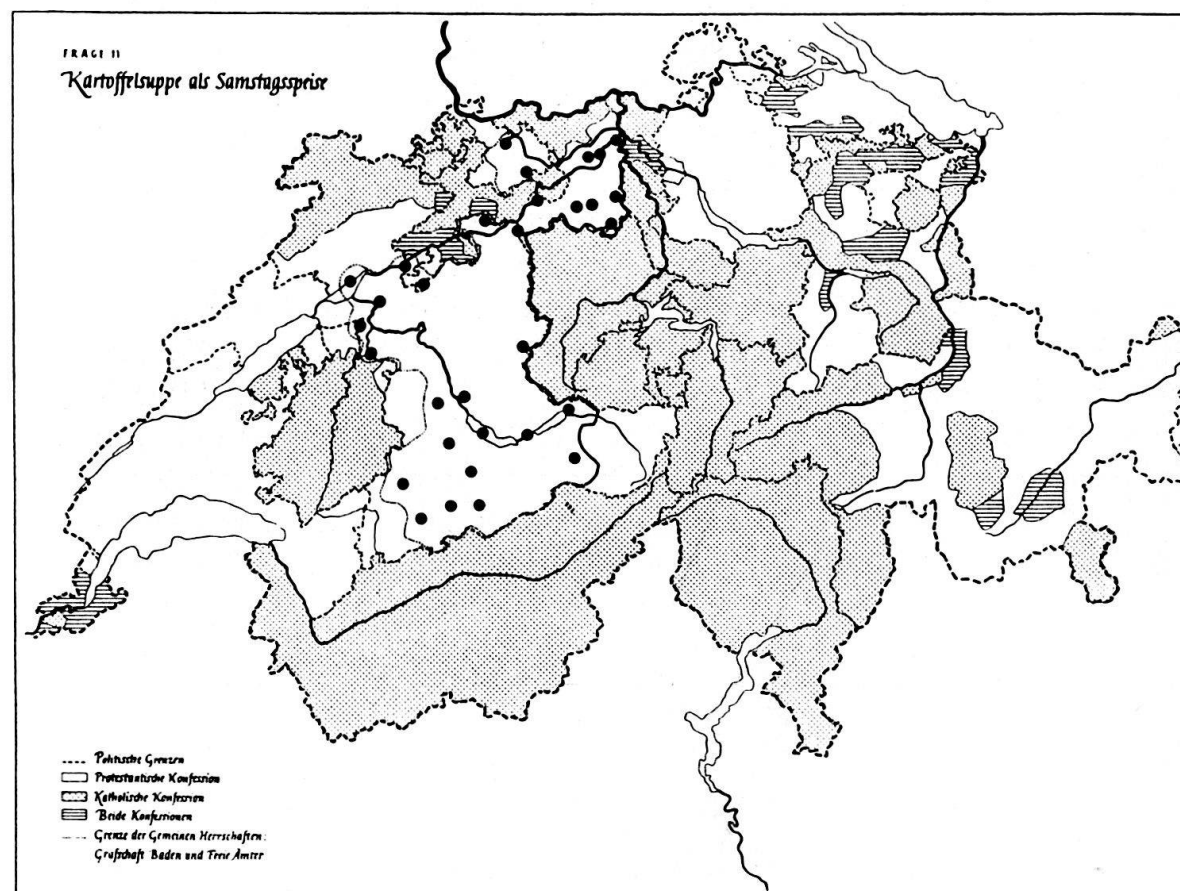 FRAGE 11
Kartoffelsuppe als Samstagsspeise
Politische Grenzen
Protestantische Konfession
Katholische Konfession
Beide Konfessionen
Grenze der Gemeinen Herrschaften:
Grafschaft Baden und Freie Ämter